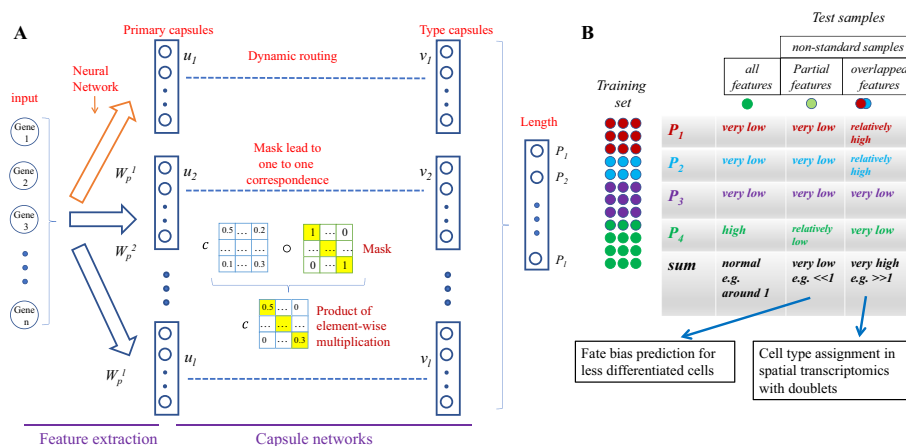 A
Primary capsules
Type capsules
u1
Dynamic routing
v1
Neural
Network
input
Gene
1
Gene
2
Gene
3
Gene
n
Wp1
Wp2
Wpl
Mask lead to
one to one
correspondence
u2
v2
c
0.5 ... 0.2
... ... ...
0.1 ... 0.3
1 ... 0
... ... ...
0 ... 1
Mask
c
0.5 ... 0
... ... ...
0 ... 0.3
Product of
element-wise
multiplication
ul
vl
Length
P1
P2
Pl
Feature extraction
Capsule networks
B
Test samples
non-standard samples
Training
set
all
features
Partial
features
overlapped
features
P1 very low very low relatively
high
P2 very low very low relatively
high
P3 very low very low very low
P4 high relatively
low very low
sum normal
e.g.
around 1
very low
e.g. <<1
very high
e.g. >>1
Fate bias prediction for
less differentiated cells
Cell type assignment in
spatial transcriptomics
with doublets